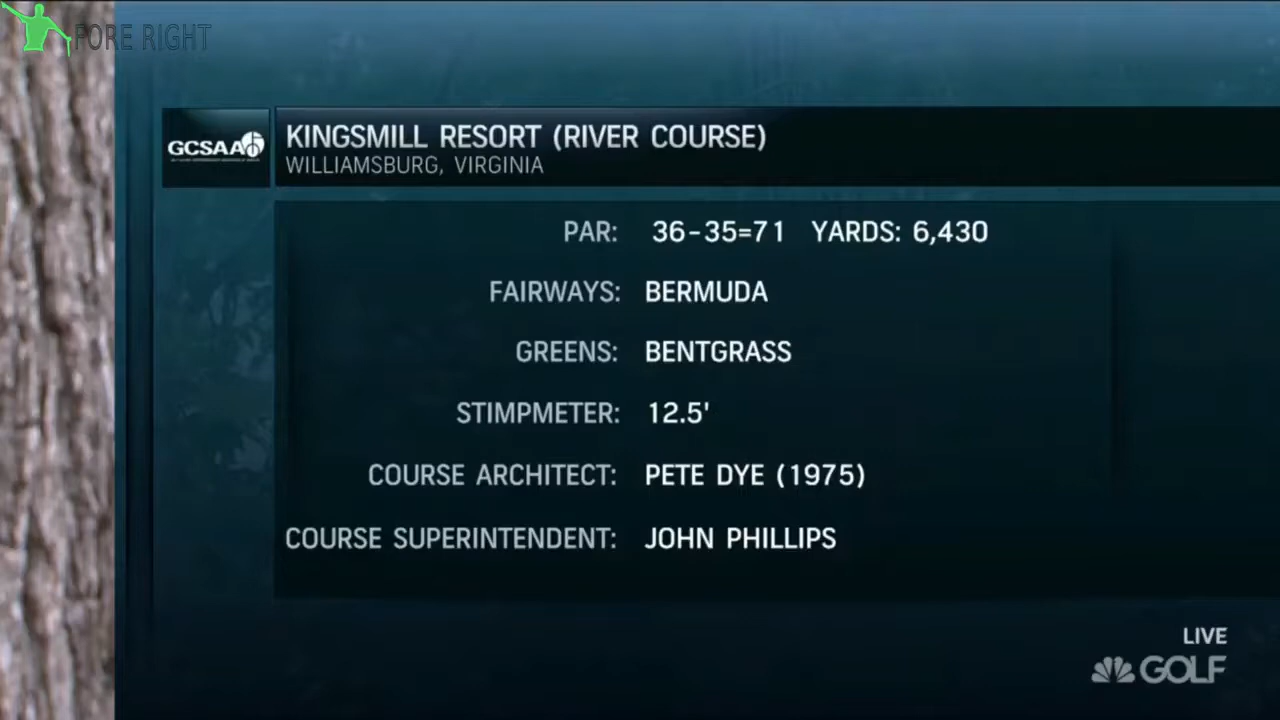 FORE RIGHT
GCSAA
KINGSMILL RESORT (RIVER COURSE)
WILLIAMSBURG, VIRGINIA
PAR: 36-35=71 YARDS: 6,430
FAIRWAYS: BERMUDA
GREENS: BENTGRASS
STIMPMETER: 12.5'
COURSE ARCHITECT: PETE DYE (1975)
COURSE SUPERINTENDENT: JOHN PHILLIPS
LIVE
GOLF